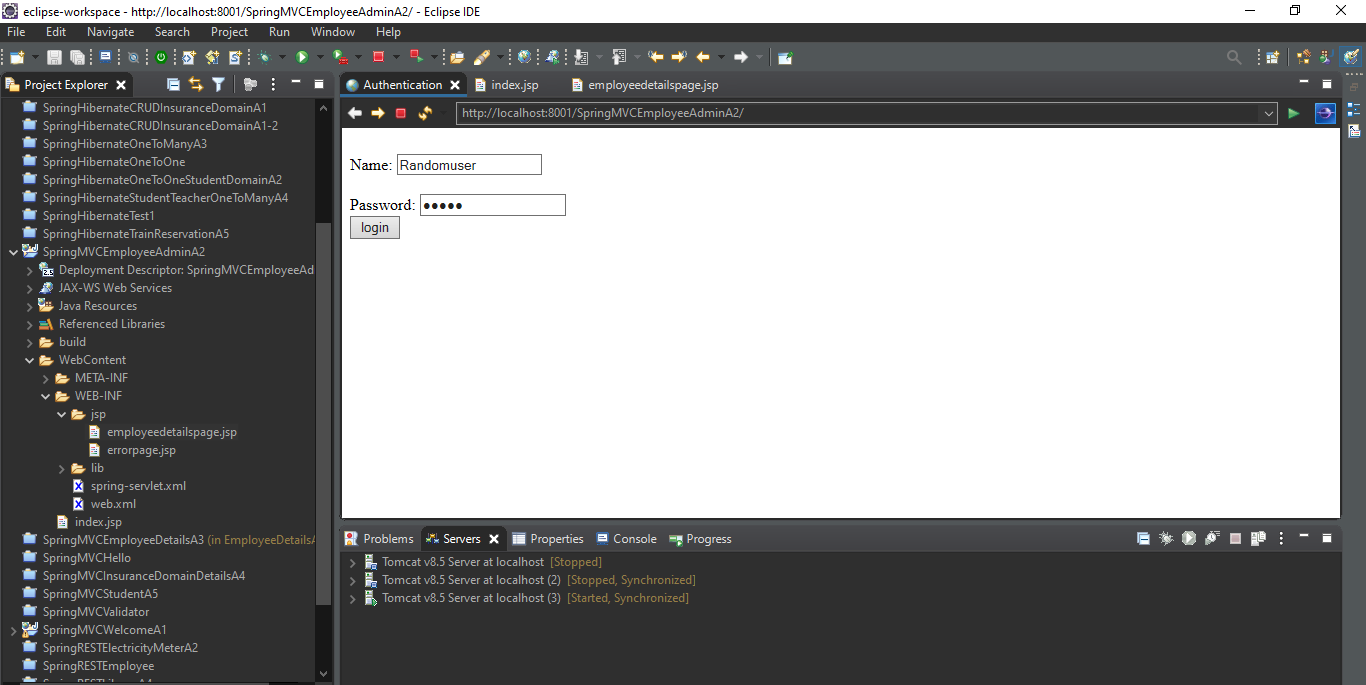 eclipse-workspace - http://localhost:8001/SpringMVCEmployeeAdminA2/ - Eclipse IDE
File Edit Navigate Search Project Run Window Help
Project Explorer
SpringHibernateCRUDInsuranceDomainA1
SpringHibernateCRUDInsuranceDomainA1-2
SpringHibernateOneToManyA3
SpringHibernateOneToOne
SpringHibernateOneToOneStudentDomainA2
SpringHibernateStudentTeacherOneToManyA4
SpringHibernateTest1
SpringHibernateTrainReservationA5
SpringMVCEmployeeAdminA2
Deployment Descriptor: SpringMVCEmployeeAd
JAX-WS Web Services
Java Resources
Referenced Libraries
build
WebContent
META-INF
WEB-INF
jsp
employeedetailspage.jsp
errorpage.jsp
lib
spring-servlet.xml
web.xml
index.jsp
SpringMVCEmployeeDetailsA3 (in EmployeeDetailsA
SpringMVCHello
SpringMVCInsuranceDomainDetailsA4
SpringMVCStudentA5
SpringMVCValidator
SpringMVCWelcomeA1
SpringRESTElectricityMeterA2
SpringRESTEmployee
Authentication index.jsp employeedetailspage.jsp
http://localhost:8001/SpringMVCEmployeeAdminA2/
Name: Randomuser
Password: ●●●●●
login
Problems Servers Properties Console Progress
Tomcat v8.5 Server at localhost [Stopped]
Tomcat v8.5 Server at localhost (2) [Stopped, Synchronized]
Tomcat v8.5 Server at localhost (3) [Started, Synchronized]